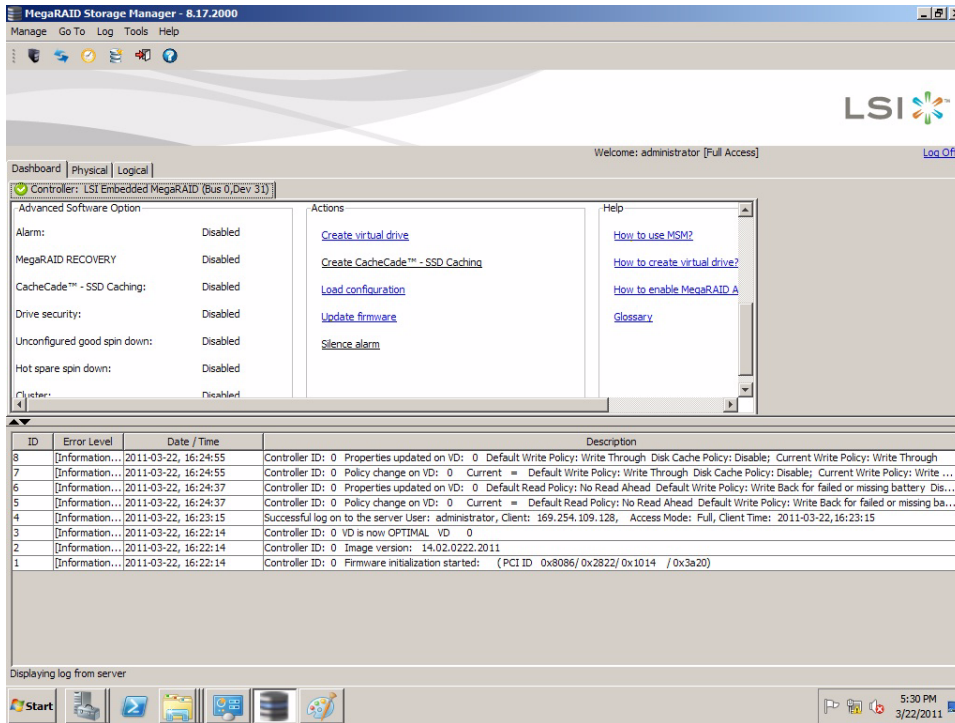 MegaRAID Storage Manager - 8.17.2000
Manage Go To Log Tools Help
LSI
Welcome: administrator [Full Access]
Log Off
Dashboard Physical Logical
Controller: LSI Embedded MegaRAID (Bus 0,Dev 31)
Advanced Software Option
Alarm: Disabled
MegaRAID RECOVERY Disabled
CacheCade™ - SSD Caching: Disabled
Drive security: Disabled
Unconfigured good spin down: Disabled
Hot spare spin down: Disabled
Cluster: Disabled
Actions
Create virtual drive
Create CacheCade™ - SSD Caching
Load configuration
Update firmware
Silence alarm
Help
How to use MSM?
How to create virtual drive?
How to enable MegaRAID A
Glossary
ID Error Level Date / Time Description
8 [Information... 2011-03-22, 16:24:55 Controller ID: 0 Properties updated on VD: 0 Default Write Policy: Write Through Disk Cache Policy: Disable; Current Write Policy: Write Through
7 [Information... 2011-03-22, 16:24:55 Controller ID: 0 Policy change on VD: 0 Current = Default Write Policy: Write Through Disk Cache Policy: Disable; Current Write Policy: Write ...
6 [Information... 2011-03-22, 16:24:37 Controller ID: 0 Properties updated on VD: 0 Default Read Policy: No Read Ahead Default Write Policy: Write Back for failed or missing battery Dis...
5 [Information... 2011-03-22, 16:24:37 Controller ID: 0 Policy change on VD: 0 Current = Default Read Policy: No Read Ahead Default Write Policy: Write Back for failed or missing ba...
4 [Information... 2011-03-22, 16:23:15 Successful log on to the server User: administrator, Client: 169.254.109.128, Access Mode: Full, Client Time: 2011-03-22,16:23:15
3 [Information... 2011-03-22, 16:22:14 Controller ID: 0 VD is now OPTIMAL VD 0
2 [Information... 2011-03-22, 16:22:14 Controller ID: 0 Image version: 14.02.0222.2011
1 [Information... 2011-03-22, 16:22:14 Controller ID: 0 Firmware initialization started: ( PCI ID 0x8086/ 0x2822/ 0x1014 / 0x3a20)
Displaying log from server
Start
5:30 PM
3/22/2011